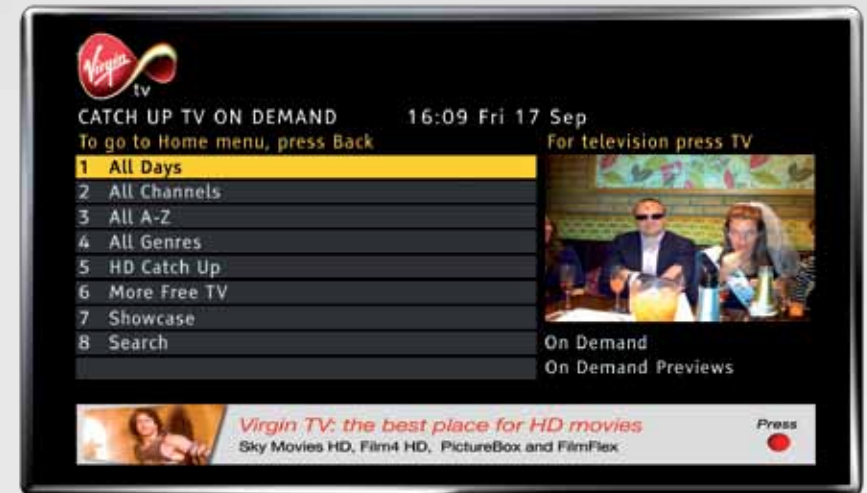 Virgin
tv
CATCH UP TV ON DEMAND 16:09 Fri 17 Sep
To go to Home menu, press Back
For television press TV
1 All Days
2 All Channels
3 All A-Z
4 All Genres
5 HD Catch Up
6 More Free TV
7 Showcase
8 Search
On Demand
On Demand Previews
Virgin TV: the best place for HD movies
Sky Movies HD, Film4 HD, PictureBox and FilmFlex
Press